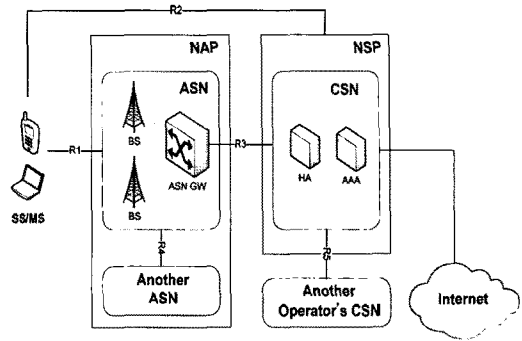 R2
NAP
NSP
ASN
CSN
BS
R1
ASN GW
R3
HA
AAA
BS
SS/MS
R4
R5
Another
ASN
Another
Operator's CSN
Internet